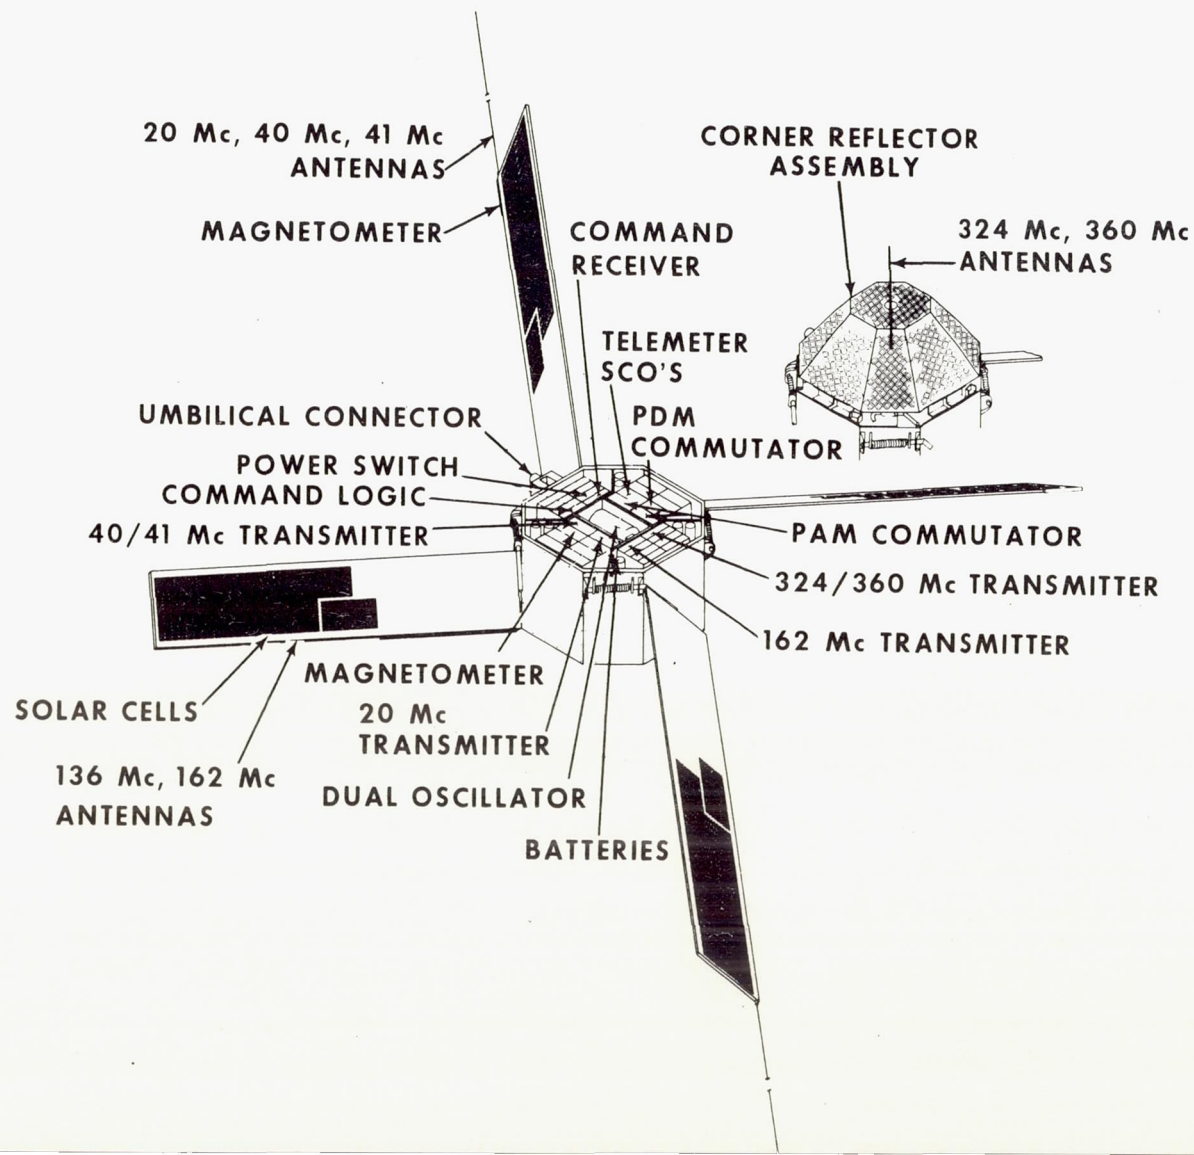 20 Mc, 40 Mc, 41 Mc
ANTENNAS
MAGNETOMETER
COMMAND
RECEIVER
CORNER REFLECTOR
ASSEMBLY
324 Mc, 360 Mc
ANTENNAS
TELEMETER
SCO'S
PDM
COMMUTATOR
UMBILICAL CONNECTOR
POWER SWITCH
COMMAND LOGIC
40/41 Mc TRANSMITTER
PAM COMMUTATOR
324/360 Mc TRANSMITTER
162 Mc TRANSMITTER
MAGNETOMETER
SOLAR CELLS
20 Mc
TRANSMITTER
136 Mc, 162 Mc
ANTENNAS
DUAL OSCILLATOR
BATTERIES